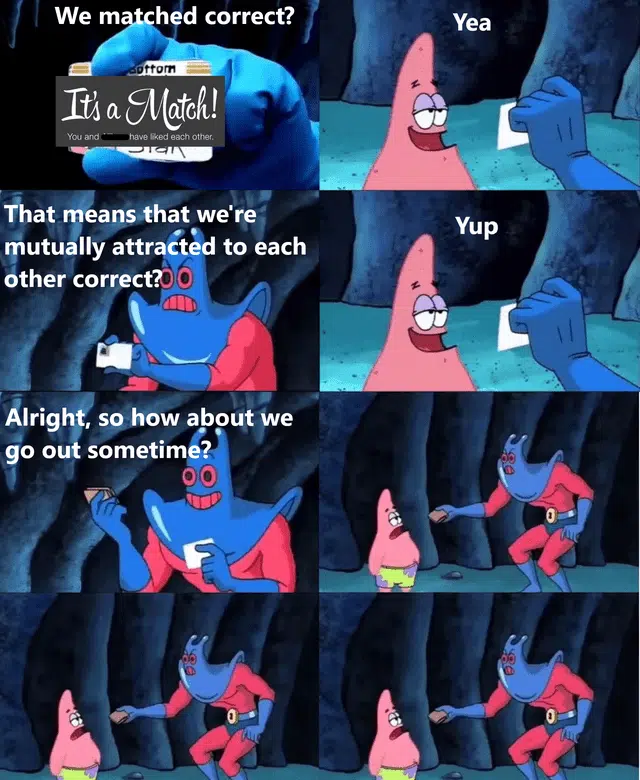 We matched correct?
Bottom
It's a Match!
You and
have liked each other.
Yea
That means that we're
mutually attracted to each
other correct?
Yup
Alright, so how about we
go out sometime?